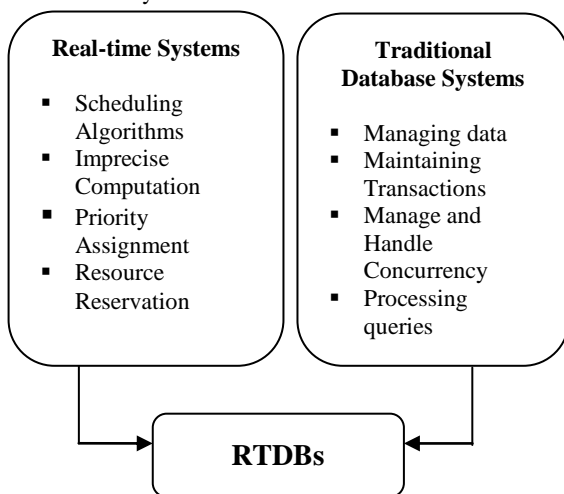 Real-time Systems
▪ Scheduling
Algorithms
▪ Imprecise
Computation
▪ Priority
Assignment
▪ Resource
Reservation
Traditional
Database Systems
▪ Managing data
▪ Maintaining
Transactions
▪ Manage and
Handle
Concurrency
▪ Processing
queries
RTDBs